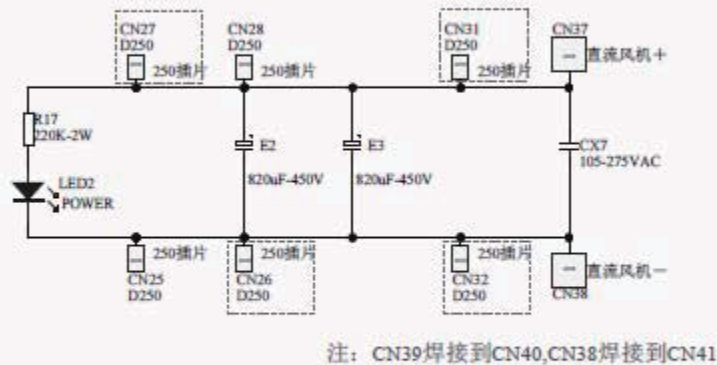 CN27
D250
250插片
CN28
D250
250插片
CN31
D250
250插片
CN37
直流风机+
R17
220K-2W
E2
820uF-450V
E3
820uF-450V
CX7
105-275VAC
LED2
POWER
250插片
CN25
D250
250插片
CN26
D250
250插片
CN32
D250
直流风机-
CN38
注：CN39焊接到CN40,CN38焊接到CN41